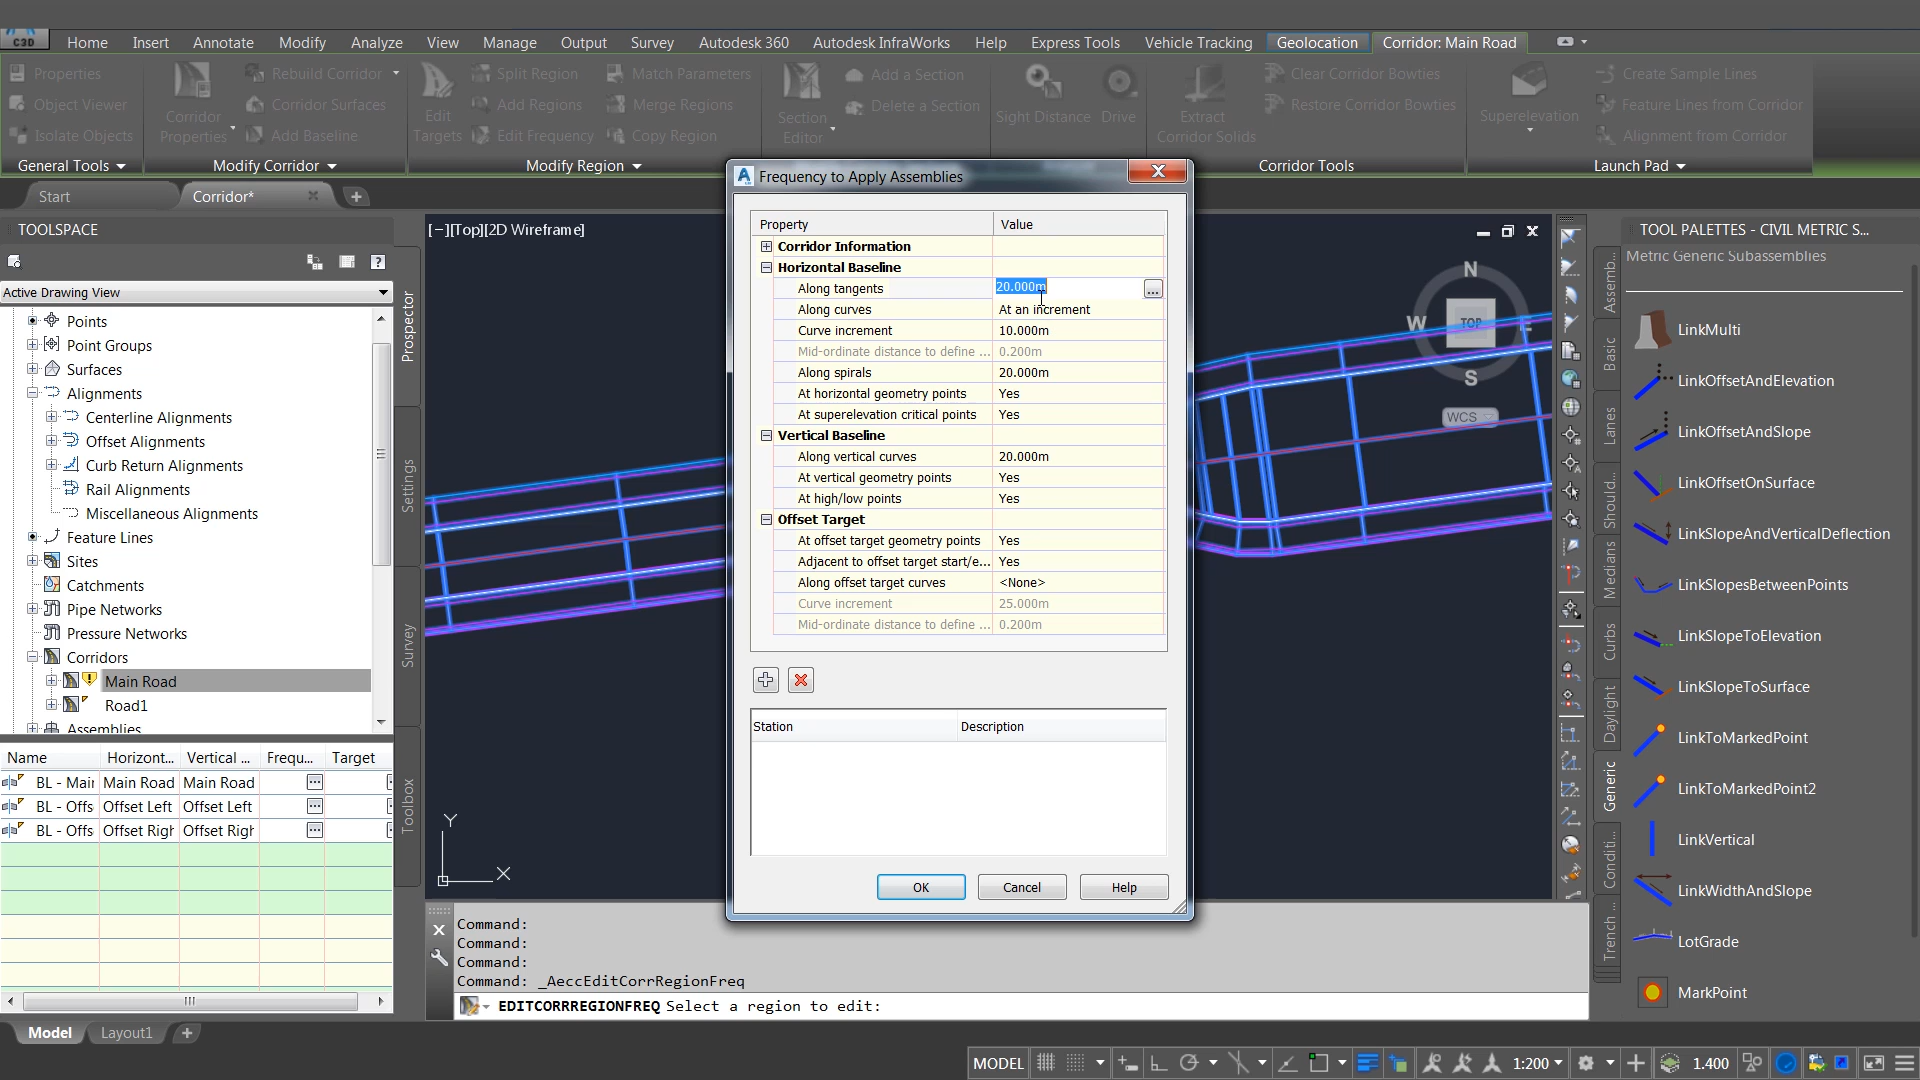 C3D
Home Insert Annotate Modify Analyze View Manage Output Survey Autodesk 360 Autodesk InfraWorks Help Express Tools Vehicle Tracking Geolocation Corridor: Main Road
Properties
Object Viewer
Isolate Objects
General Tools
Corridor Properties
Rebuild Corridor
Corridor Surfaces
Add Baseline
Modify Corridor
Edit Targets
Split Region
Add Regions
Edit Frequency
Match Parameters
Merge Regions
Copy Region
Modify Region
Section Editor
Add a Section
Delete a Section
Sight Distance
Drive
Extract Corridor Solids
Clear Corridor Bowties
Restore Corridor Bowties
Corridor Tools
Superelevation
Create Sample Lines
Feature Lines from Corridor
Alignment from Corridor
Launch Pad
Start
Corridor*
TOOLSPACE
Active Drawing View
Points
Point Groups
Surfaces
Alignments
Centerline Alignments
Offset Alignments
Curb Return Alignments
Rail Alignments
Miscellaneous Alignments
Feature Lines
Sites
Catchments
Pipe Networks
Pressure Networks
Corridors
Main Road
Road1
Assemblies
Prospector
Settings
Survey
Toolbox
Name Horizont... Vertical ... Frequ... Target
BL - Mair Main Road Main Road
BL - Offs Offset Left Offset Left
BL - Offs Offset Righ Offset Righ
[−][Top][2D Wireframe]
Frequency to Apply Assemblies
Property Value
Corridor Information
Horizontal Baseline
Along tangents 20.000m
Along curves At an increment
Curve increment 10.000m
Mid-ordinate distance to define ... 0.200m
Along spirals 20.000m
At horizontal geometry points Yes
At superelevation critical points Yes
Vertical Baseline
Along vertical curves 20.000m
At vertical geometry points Yes
At high/low points Yes
Offset Target
At offset target geometry points Yes
Adjacent to offset target start/e... Yes
Along offset target curves <None>
Curve increment 25.000m
Mid-ordinate distance to define ... 0.200m
Station Description
OK Cancel Help
N
W TOP E
S
WCS
Y
X
Command:
Command:
Command:
Command: _AeccEditCorrRegionFreq
EDITCORRREGIONFREQ Select a region to edit:
TOOL PALETTES - CIVIL METRIC S...
Metric Generic Subassemblies
LinkMulti
LinkOffsetAndElevation
LinkOffsetAndSlope
LinkOffsetOnSurface
LinkSlopeAndVerticalDeflection
LinkSlopesBetweenPoints
LinkSlopeToElevation
LinkSlopeToSurface
LinkToMarkedPoint
LinkToMarkedPoint2
LinkVertical
LinkWidthAndSlope
LotGrade
MarkPoint
Assemb...
Basic
Lanes
Should...
Medians
Curbs
Daylight
Generic
Conditi...
Trench ...
Model Layout1
MODEL 1:200 1.400